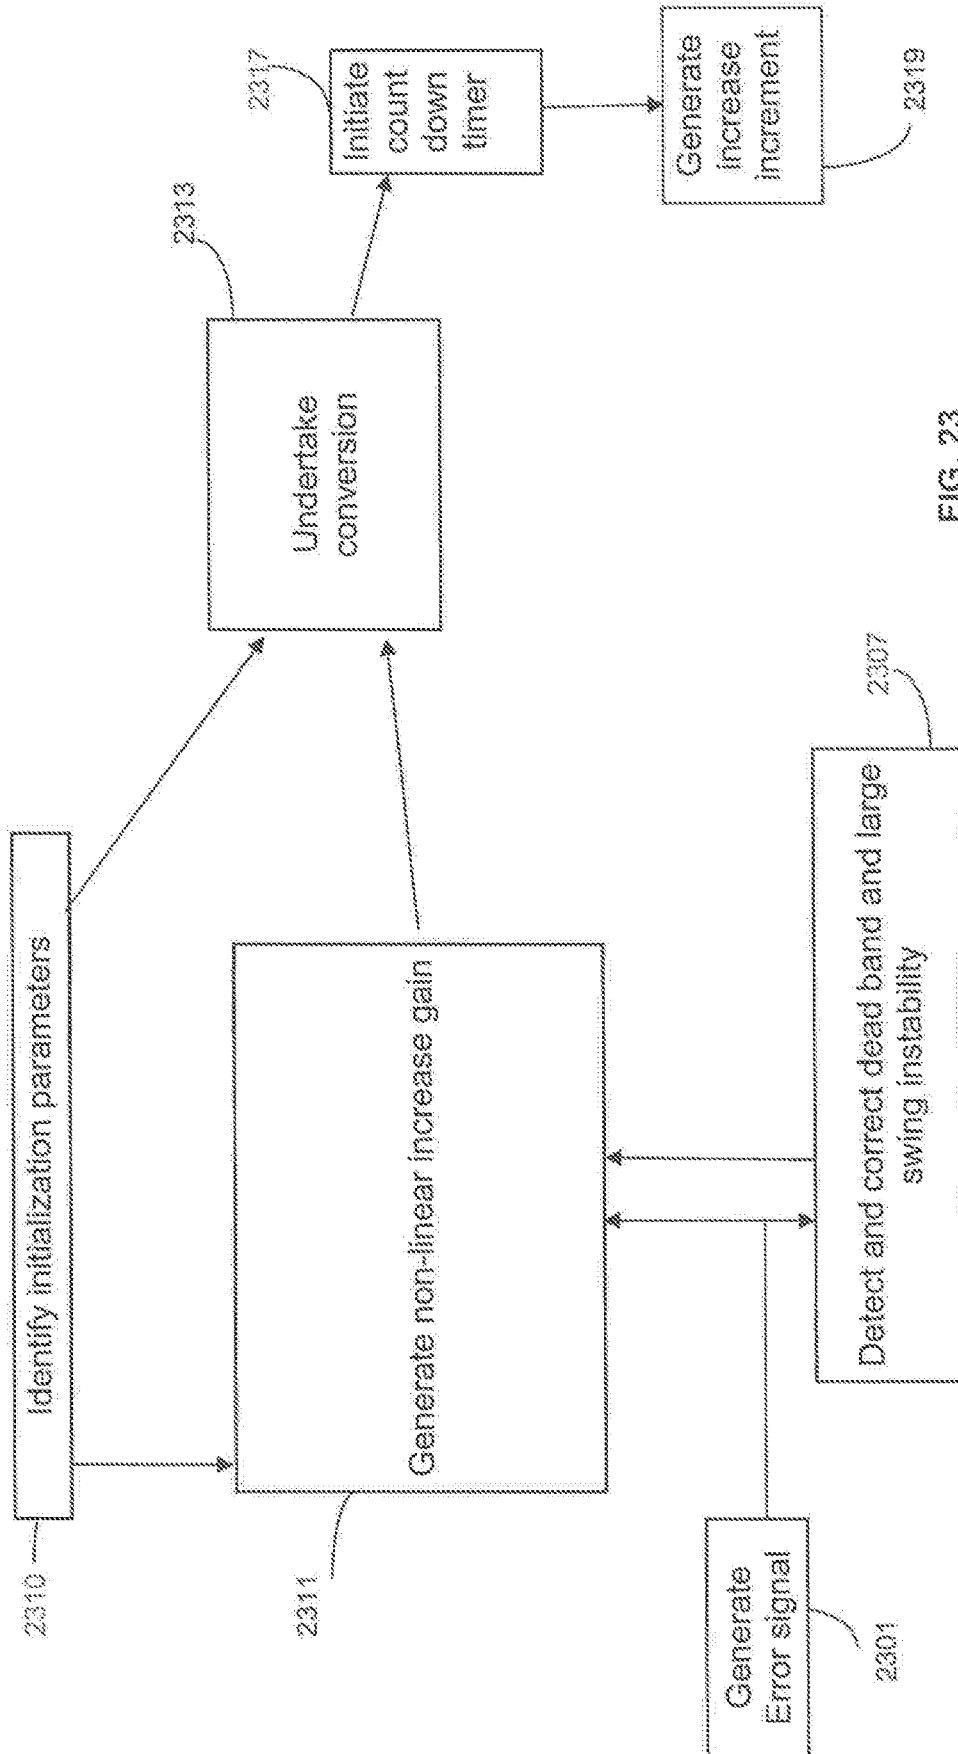 2310
Identify initialization parameters
2311
Generate non-linear increase gain
2313
Undertake
conversion
2317
Initiate
count
down
timer
Generate
increase
increment
2319
2301
Generate
Error signal
2307
Detect and correct dead band and large
swing instability
FIG. 23